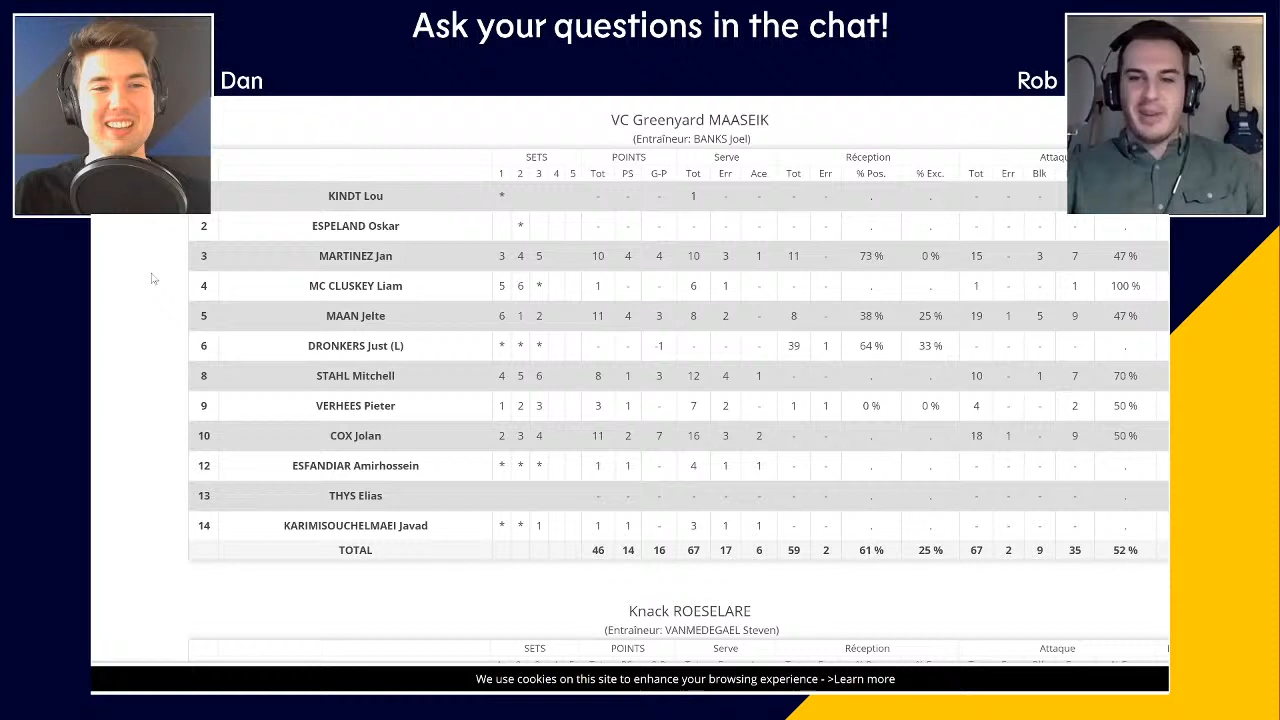 Ask your questions in the chat!
Dan
Rob
VC Greenyard MAASEIK
(Entraîneur: BANKS Joel)
SETS POINTS Serve Réception
1 2 3 4 5 Tot PS G-P Tot Err Ace Tot Err % Pos. % Exc. Tot Err Blk
KINDT Lou * - - - 1 - - - - . . - - -
2 ESPELAND Oskar * - - - - - - - - . . - - - - .
3 MARTINEZ Jan 3 4 5 10 4 4 10 3 1 11 - 73 % 0 % 15 - 3 7 47 %
4 MC CLUSKEY Liam 5 6 * 1 - - 6 1 - - - . . 1 - - 1 100 %
5 MAAN Jelte 6 1 2 11 4 3 8 2 - 8 - 38 % 25 % 19 1 5 9 47 %
6 DRONKERS Just (L) * * * - - -1 - - - 39 1 64 % 33 % - - - - .
8 STAHL Mitchell 4 5 6 8 1 3 12 4 1 - - . . 10 - 1 7 70 %
9 VERHEES Pieter 1 2 3 3 1 - 7 2 - 1 1 0 % 0 % 4 - - 2 50 %
10 COX Jolan 2 3 4 11 2 7 16 3 2 - - . . 18 1 - 9 50 %
12 ESFANDIAR Amirhossein * * * 1 1 - 4 1 1 - - . . - - - - .
13 THYS Elias - - - - - - - - . . - - - - .
14 KARIMISOUCHELMAEI Javad * * 1 1 1 - 3 1 1 - - . . - - - - .
TOTAL 46 14 16 67 17 6 59 2 61 % 25 % 67 2 9 35 52 %
Knack ROESELARE
(Entraîneur: VANMEDEGAEL Steven)
SETS POINTS Serve Réception Attaque
We use cookies on this site to enhance your browsing experience - >Learn more